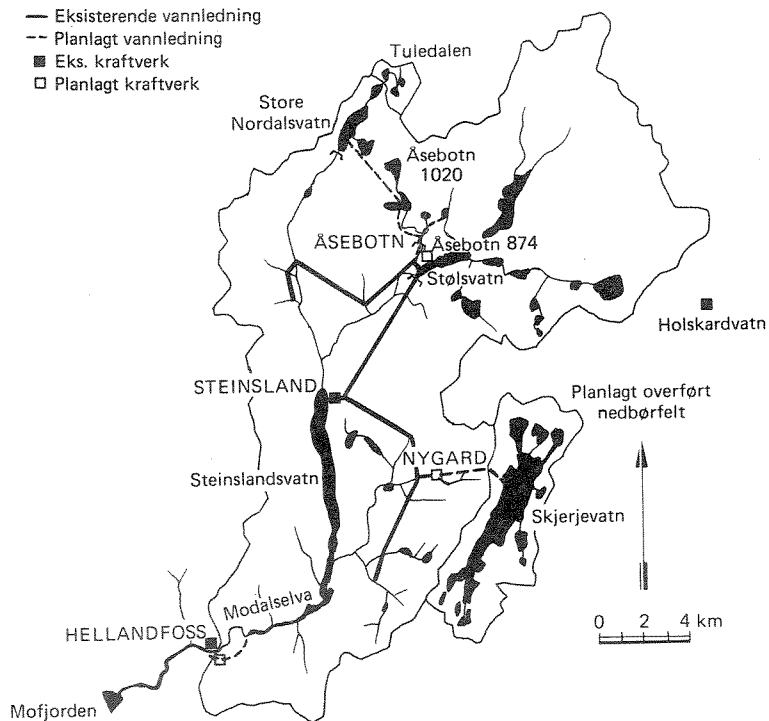 Eksisterende vannledning
Planlagt vannledning
Eks. kraftverk
Planlagt kraftverk
Tuledalen
Store
Nordalsvatn
Åsebotn
1020
ÅSEBOTN
Åsebotn 874
Stølsvatn
Holskardvatn
STEINSLAND
Planlagt overført
nedbørfelt
NYGARD
Steinslandsvatn
Skjerjevatn
Modalselva
HELLANDFOSS
0 2 4 km
Mofjorden